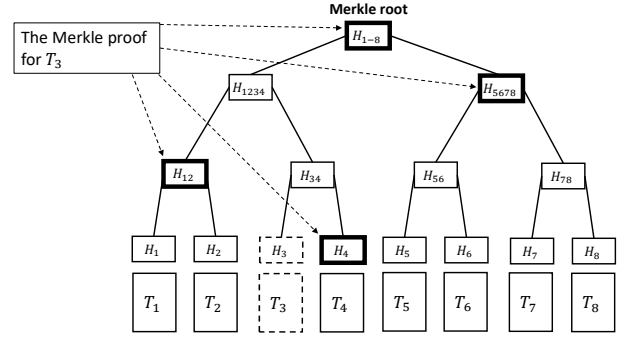 Merkle root
The Merkle proof
for T₃
H₁₋₈
H₁₂₃₄
H₅₆₇₈
H₁₂
H₃₄
H₅₆
H₇₈
H₁ H₂ H₃ H₄ H₅ H₆ H₇ H₈
T₁ T₂ T₃ T₄ T₅ T₆ T₇ T₈